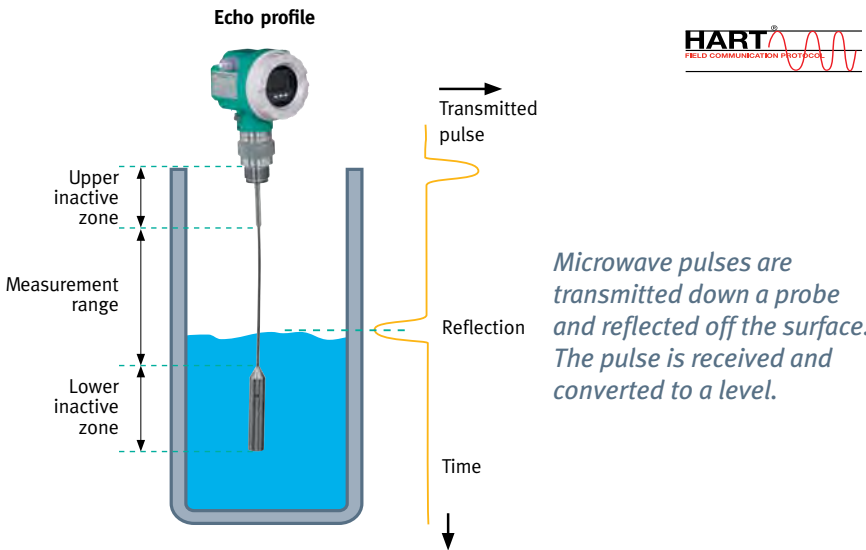 Echo profile
HART®
FIELD COMMUNICATION PROTOCOL
Transmitted
pulse
Upper
inactive
zone
Measurement
range
Reflection
Lower
inactive
zone
Time
Microwave pulses are
transmitted down a probe
and reflected off the surface.
The pulse is received and
converted to a level.